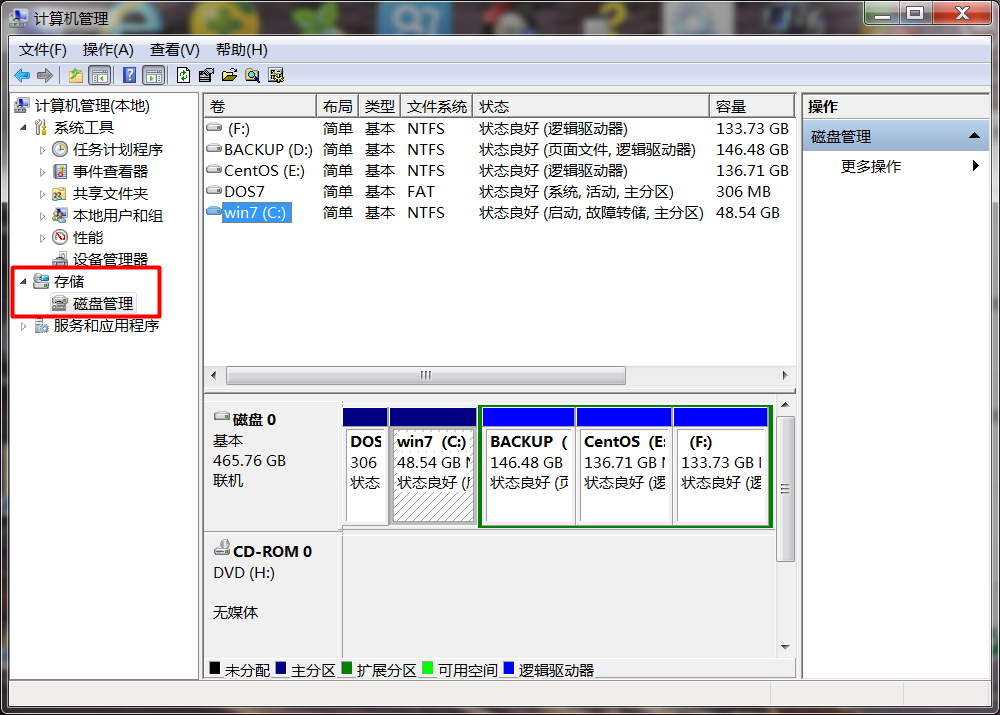 计算机管理
文件(F) 操作(A) 查看(V) 帮助(H)
计算机管理(本地)
系统工具
任务计划程序
事件查看器
共享文件夹
本地用户和组
性能
设备管理器
存储
磁盘管理
服务和应用程序
卷 布局 类型 文件系统 状态 容量
(F:) 简单 基本 NTFS 状态良好 (逻辑驱动器) 133.73 GB
BACKUP (D:) 简单 基本 NTFS 状态良好 (页面文件, 逻辑驱动器) 146.48 GB
CentOS (E:) 简单 基本 NTFS 状态良好 (逻辑驱动器) 136.71 GB
DOS7 简单 基本 FAT 状态良好 (系统, 活动, 主分区) 306 MB
win7 (C:) 简单 基本 NTFS 状态良好 (启动, 故障转储, 主分区) 48.54 GB
磁盘 0
基本
465.76 GB
联机
DOS
306
状态
win7 (C:)
48.54 GB
状态良好 (
BACKUP (
146.48 GB
状态良好 (页
CentOS (E:
136.71 GB
状态良好 (逻
(F:)
133.73 GB
状态良好 (逻
CD-ROM 0
DVD (H:)
无媒体
未分配 主分区 扩展分区 可用空间 逻辑驱动器
操作
磁盘管理
更多操作